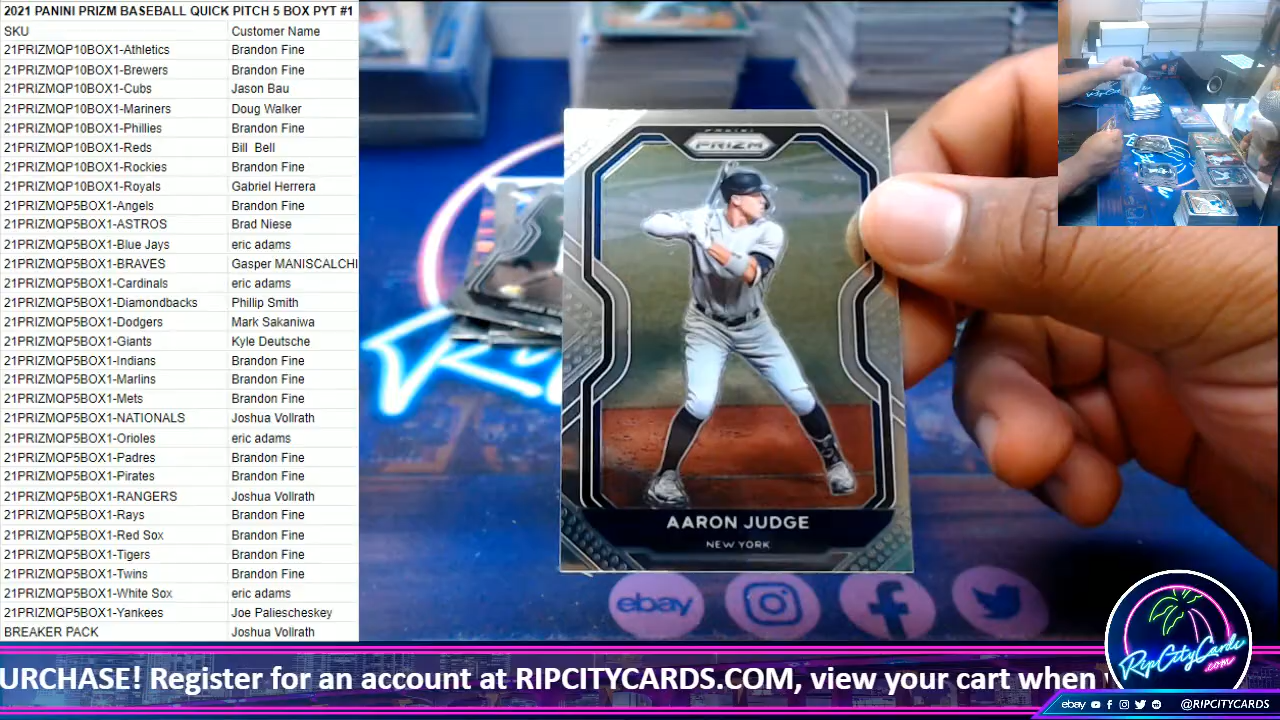 2021 PANINI PRIZM BASEBALL QUICK PITCH 5 BOX PYT #1
SKU Customer Name
21PRIZMQP10BOX1-Athletics Brandon Fine
21PRIZMQP10BOX1-Brewers Brandon Fine
21PRIZMQP10BOX1-Cubs Jason Bau
21PRIZMQP10BOX1-Mariners Doug Walker
21PRIZMQP10BOX1-Phillies Brandon Fine
21PRIZMQP10BOX1-Reds Bill Bell
21PRIZMQP10BOX1-Rockies Brandon Fine
21PRIZMQP10BOX1-Royals Gabriel Herrera
21PRIZMQP5BOX1-Angels Brandon Fine
21PRIZMQP5BOX1-ASTROS Brad Niese
21PRIZMQP5BOX1-Blue Jays eric adams
21PRIZMQP5BOX1-BRAVES Gasper MANISCALCHI
21PRIZMQP5BOX1-Cardinals eric adams
21PRIZMQP5BOX1-Diamondbacks Phillip Smith
21PRIZMQP5BOX1-Dodgers Mark Sakaniwa
21PRIZMQP5BOX1-Giants Kyle Deutsche
21PRIZMQP5BOX1-Indians Brandon Fine
21PRIZMQP5BOX1-Marlins Brandon Fine
21PRIZMQP5BOX1-Mets Brandon Fine
21PRIZMQP5BOX1-NATIONALS Joshua Vollrath
21PRIZMQP5BOX1-Orioles eric adams
21PRIZMQP5BOX1-Padres Brandon Fine
21PRIZMQP5BOX1-Pirates Brandon Fine
21PRIZMQP5BOX1-RANGERS Joshua Vollrath
21PRIZMQP5BOX1-Rays Brandon Fine
21PRIZMQP5BOX1-Red Sox Brandon Fine
21PRIZMQP5BOX1-Tigers Brandon Fine
21PRIZMQP5BOX1-Twins Brandon Fine
21PRIZMQP5BOX1-White Sox eric adams
21PRIZMQP5BOX1-Yankees Joe Paliescheskey
BREAKER PACK Joshua Vollrath
PANINI
PRIZM
AARON JUDGE
NEW YORK
ebay
URCHASE! Register for an account at RIPCITYCARDS.COM, view your cart when
RipCityCards
.com
ebay @RIPCITYCARDS